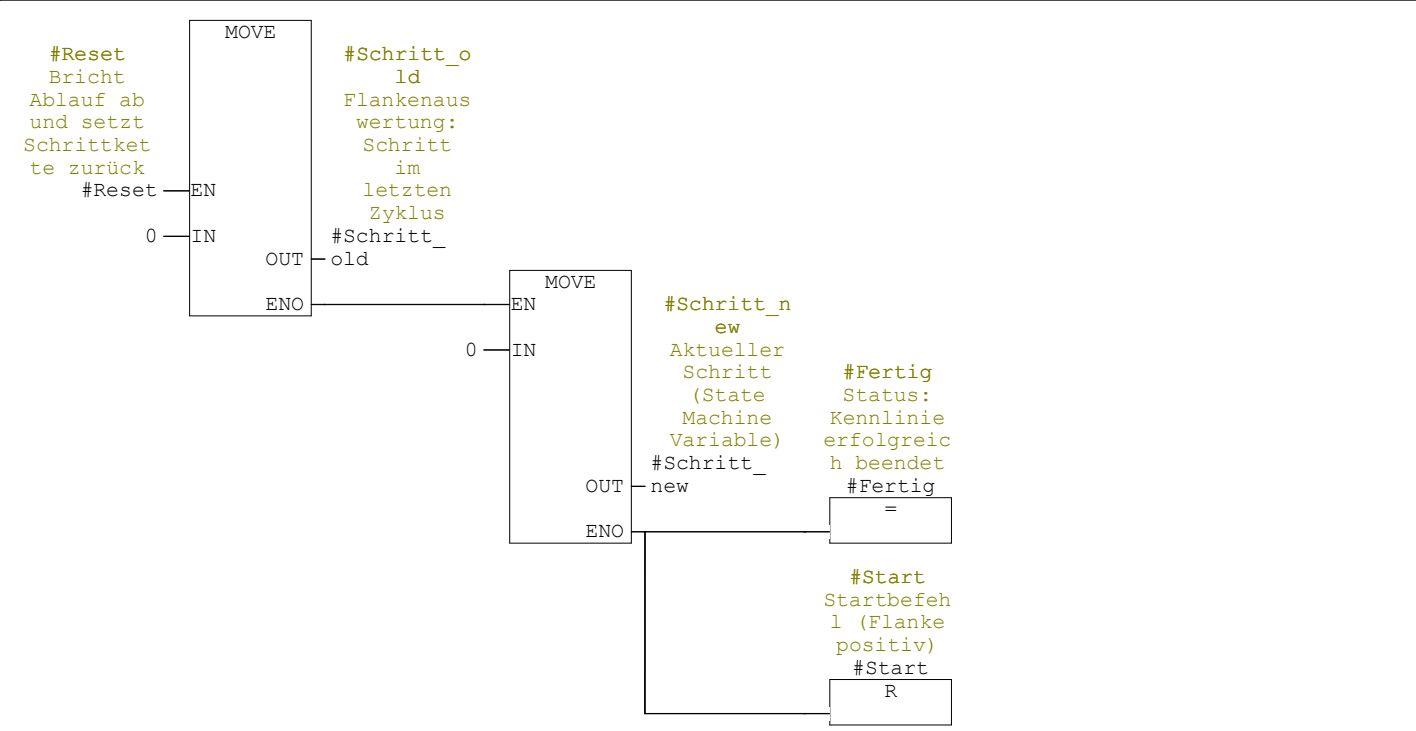 MOVE
#Reset
Bricht
Ablauf ab
und setzt
Schrittket
te zurück
#Reset
EN
0
IN
#Schritt_o
ld
Flankenaus
wertung:
Schritt
im
letzten
Zyklus
#Schritt_
OUT
old
ENO
MOVE
EN
0
IN
#Schritt_n
ew
Aktueller
Schritt
(State
Machine
Variable)
#Schritt_
OUT
new
ENO
#Fertig
Status:
Kennlinie
erfolgreic
h beendet
#Fertig
=
#Start
Startbefeh
l (Flanke
positiv)
#Start
R